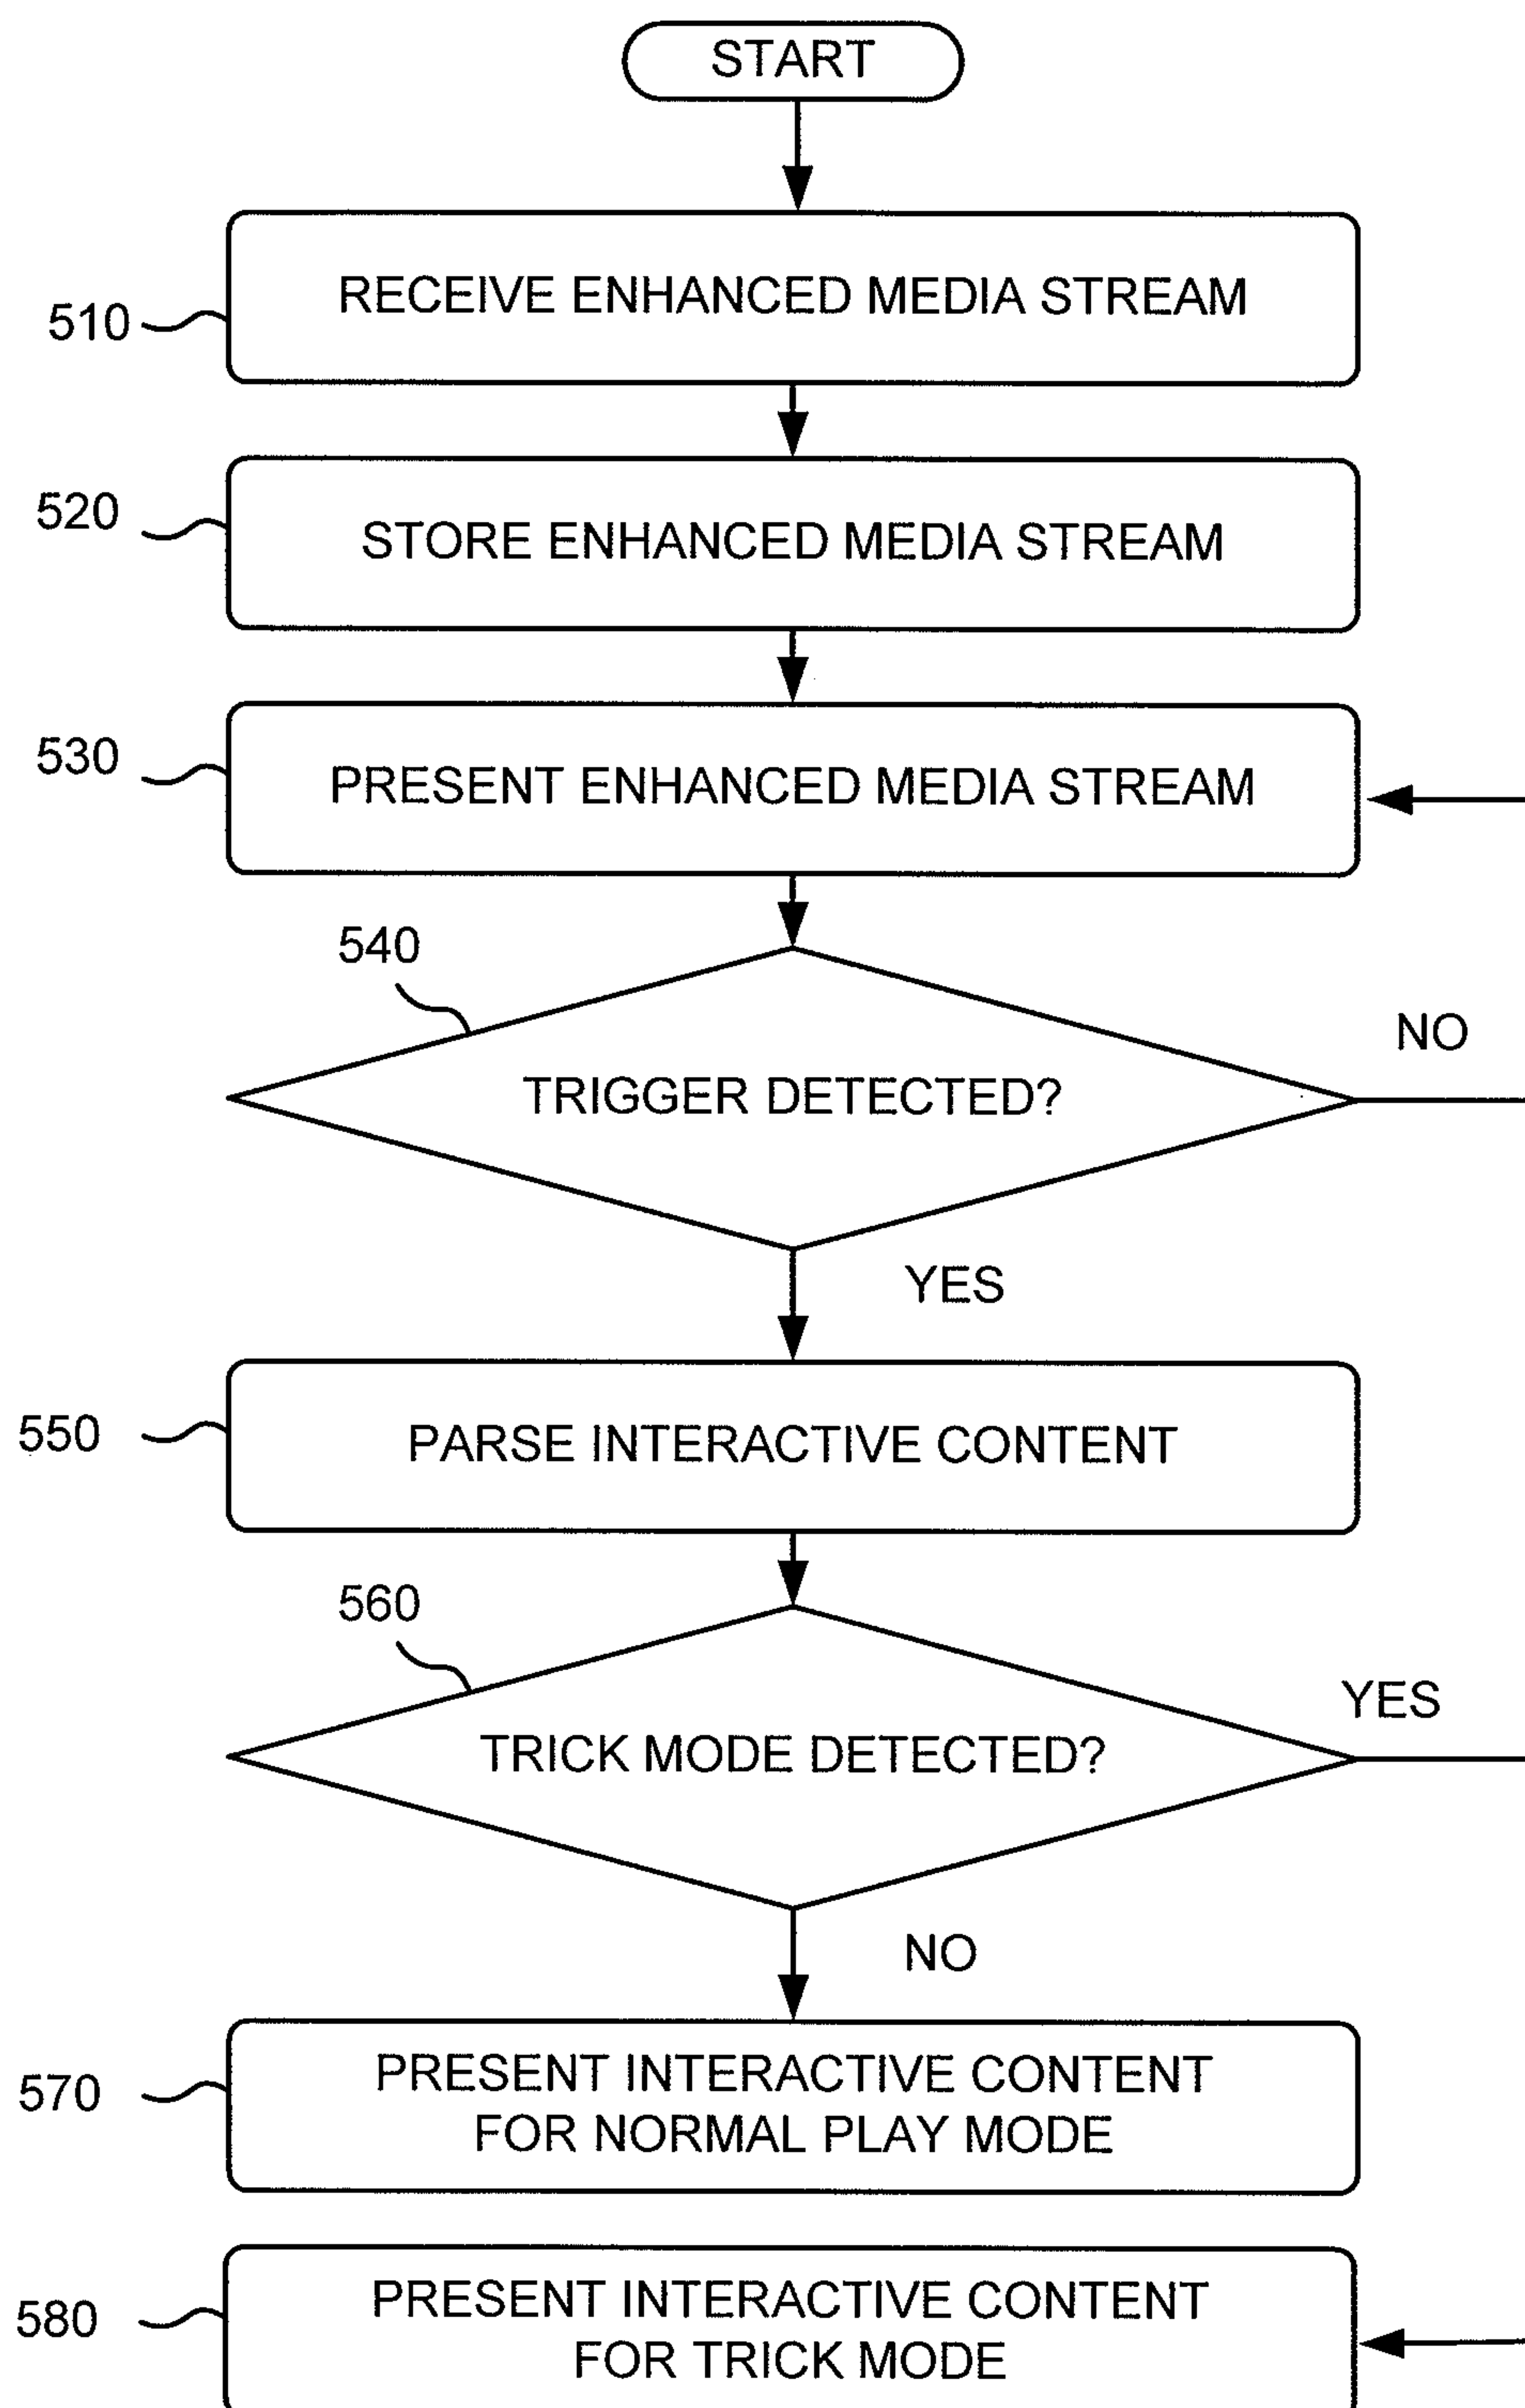 START
RECEIVE ENHANCED MEDIA STREAM
510
STORE ENHANCED MEDIA STREAM
520
PRESENT ENHANCED MEDIA STREAM
530
540
TRIGGER DETECTED?
NO
YES
PARSE INTERACTIVE CONTENT
550
560
TRICK MODE DETECTED?
YES
NO
PRESENT INTERACTIVE CONTENT
FOR NORMAL PLAY MODE
570
PRESENT INTERACTIVE CONTENT
FOR TRICK MODE
580